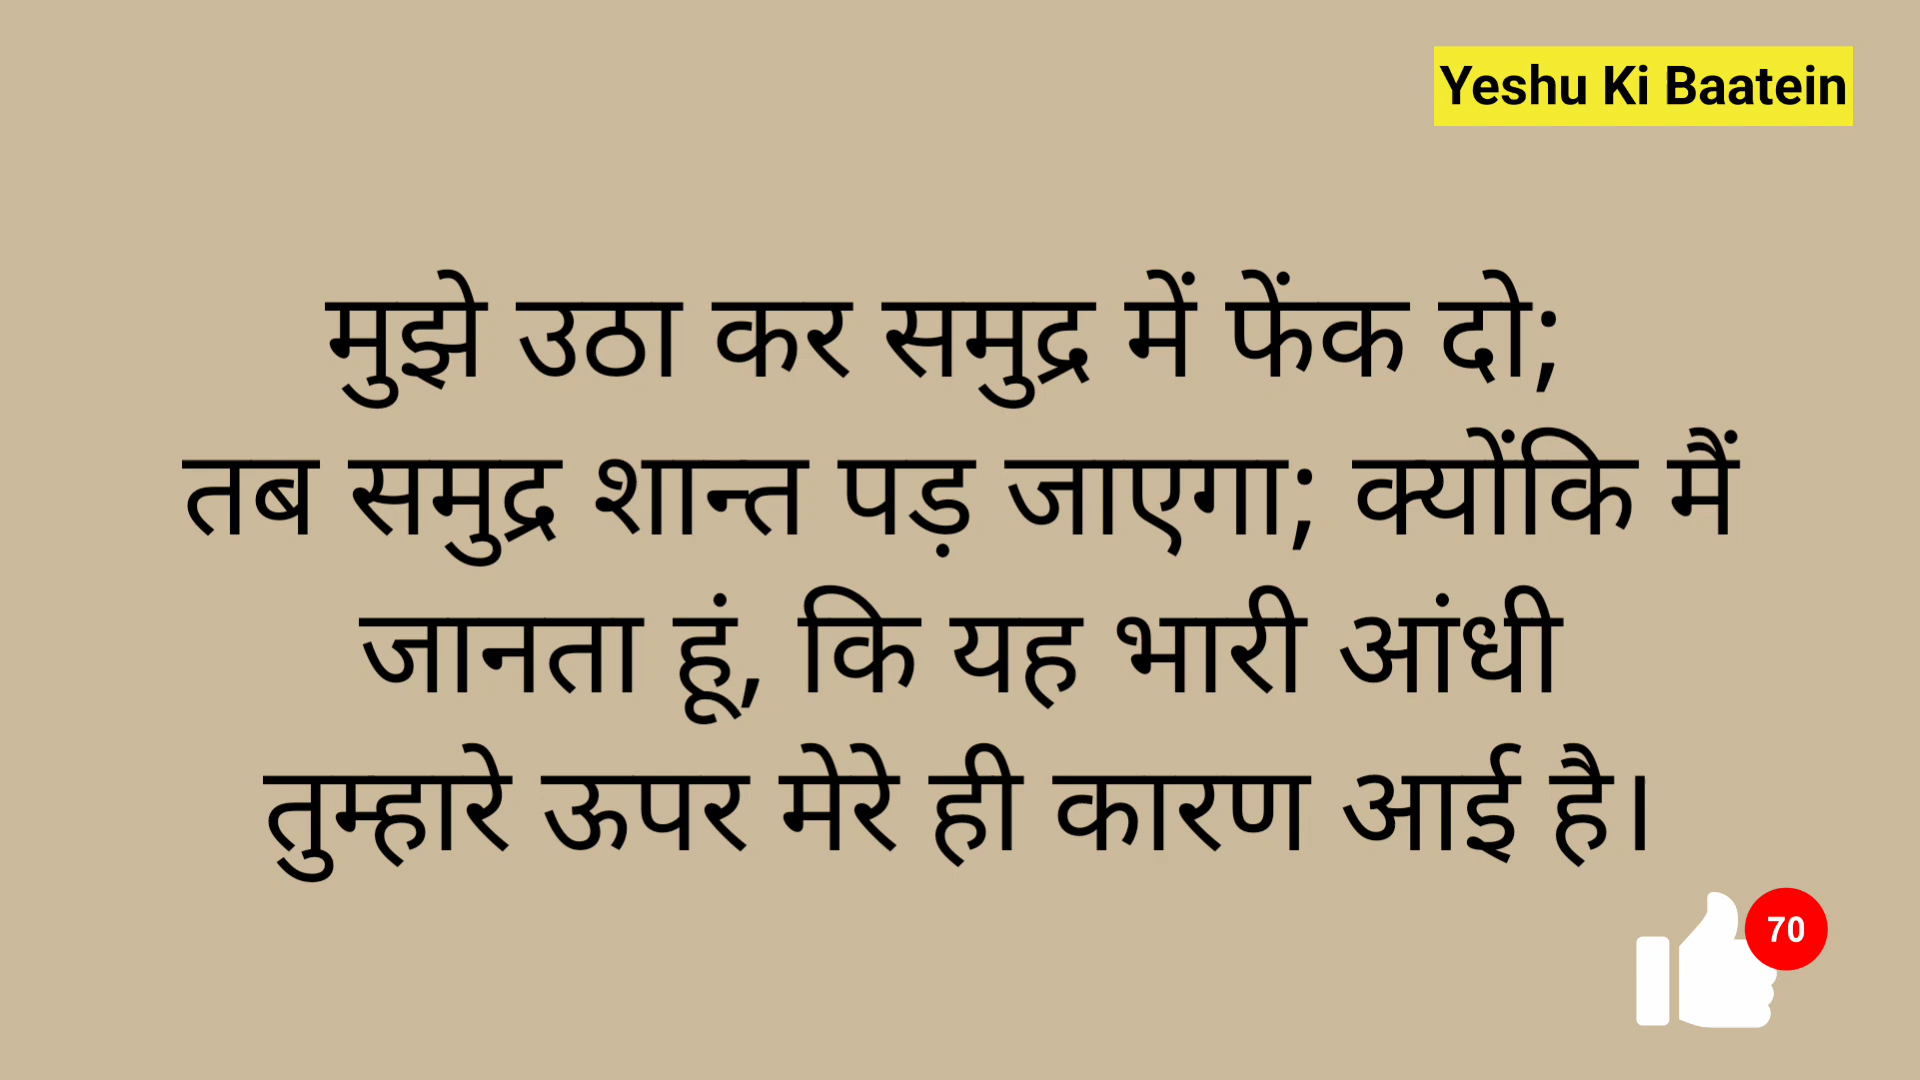 Yeshu Ki Baatein
मुझे उठा कर समुद्र में फेंक दो;
तब समुद्र शान्त पड़ जाएगा; क्योंकि मैं
जानता हूं, कि यह भारी आंधी
तुम्हारे ऊपर मेरे ही कारण आई है।
70